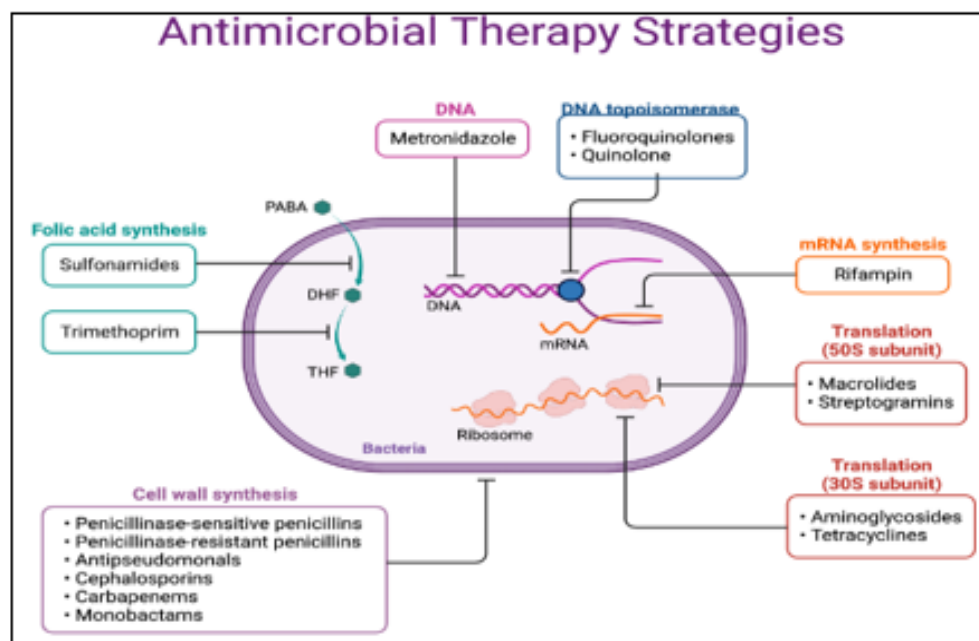 Antimicrobial Therapy Strategies
DNA
Metronidazole
DNA topoisomerase
• Fluoroquinolones
• Quinolone
PABA
Folic acid synthesis
Sulfonamides
DHF
Trimethoprim
THF
DNA
mRNA
mRNA synthesis
Rifampin
Translation
(50S subunit)
• Macrolides
• Streptogramins
Ribosome
Bacteria
Translation
(30S subunit)
• Aminoglycosides
• Tetracyclines
Cell wall synthesis
• Penicillinase-sensitive penicillins
• Penicillinase-resistant penicillins
• Antipseudomonals
• Cephalosporins
• Carbapenems
• Monobactams